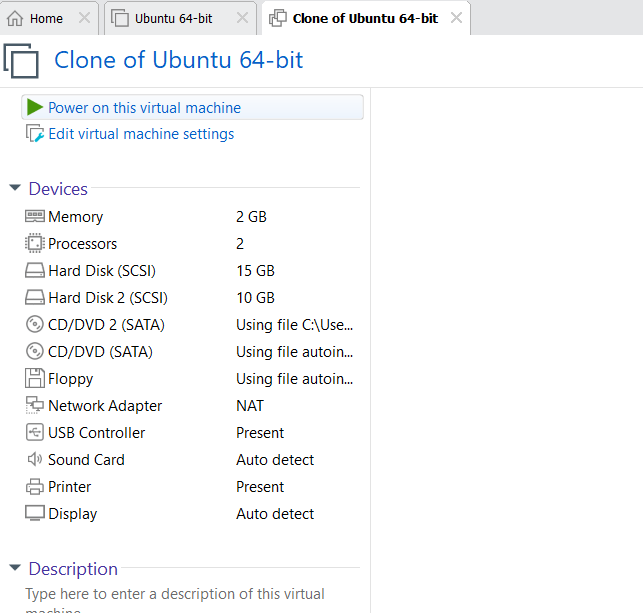 Home
Ubuntu 64-bit
Clone of Ubuntu 64-bit
Clone of Ubuntu 64-bit
Power on this virtual machine
Edit virtual machine settings
Devices
Memory 2 GB
Processors 2
Hard Disk (SCSI) 15 GB
Hard Disk 2 (SCSI) 10 GB
CD/DVD 2 (SATA) Using file C:\Use...
CD/DVD (SATA) Using file autoin...
Floppy Using file autoin...
Network Adapter NAT
USB Controller Present
Sound Card Auto detect
Printer Present
Display Auto detect
Description
Type here to enter a description of this virtual
machine.